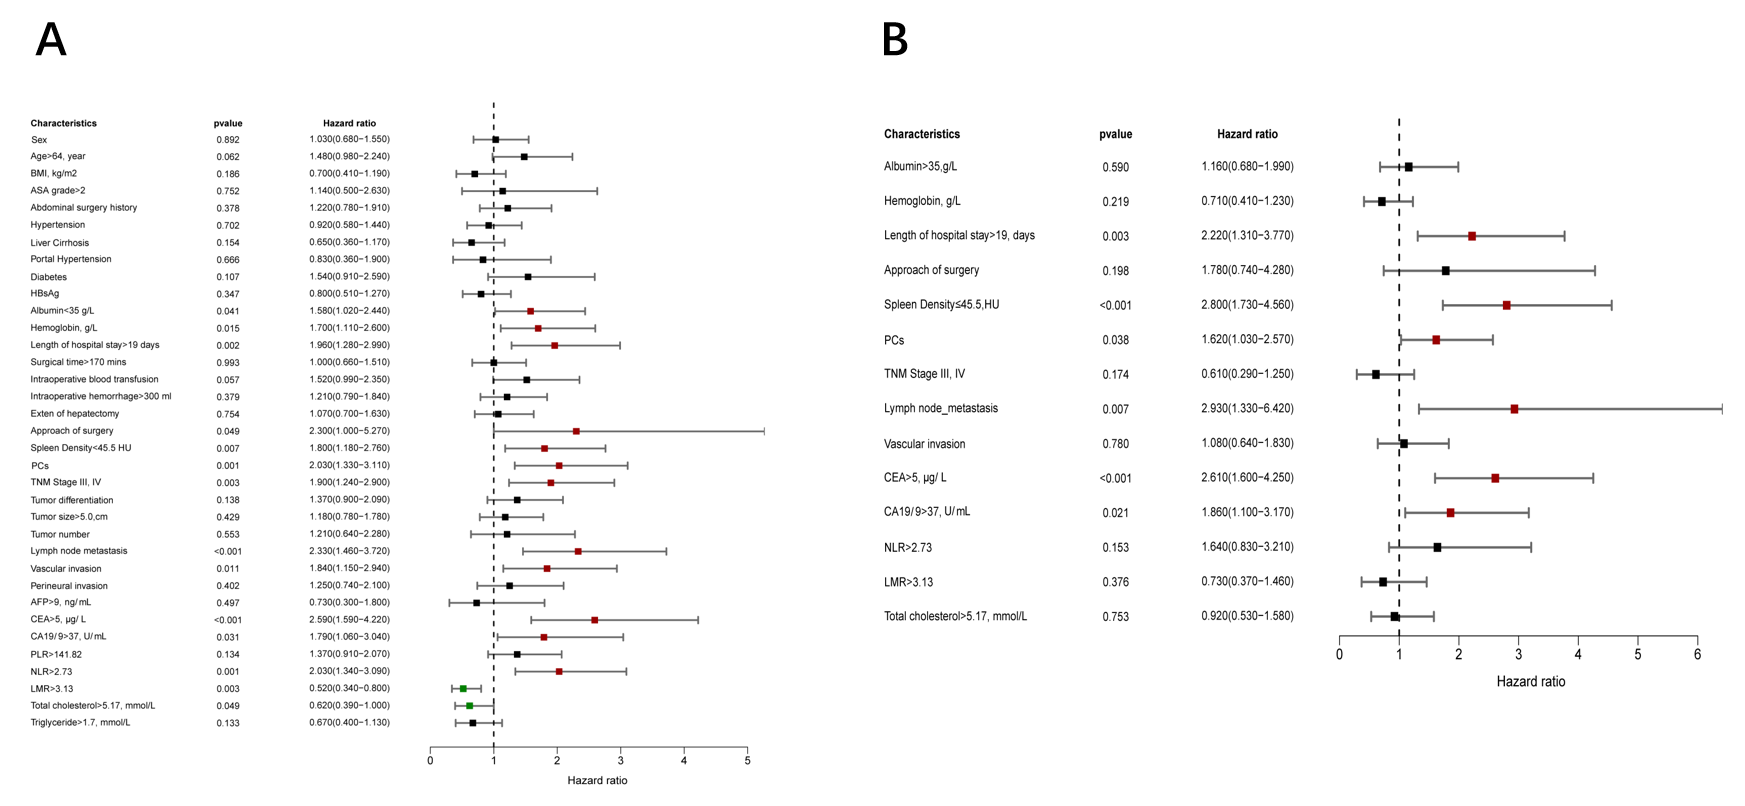 A
Characteristics pvalue Hazard ratio
Sex 0.892 1.030(0.680−1.550)
Age>64, year 0.062 1.480(0.980−2.240)
BMI, kg/m2 0.186 0.700(0.410−1.190)
ASA grade>2 0.752 1.140(0.500−2.630)
Abdominal surgery history 0.378 1.220(0.780−1.910)
Hypertension 0.702 0.920(0.580−1.440)
Liver Cirrhosis 0.154 0.650(0.360−1.170)
Portal Hypertension 0.666 0.830(0.360−1.900)
Diabetes 0.107 1.540(0.910−2.590)
HBsAg 0.347 0.800(0.510−1.270)
Albumin<35 g/L 0.041 1.580(1.020−2.440)
Hemoglobin, g/L 0.015 1.700(1.110−2.600)
Length of hospital stay>19 days 0.002 1.960(1.280−2.990)
Surgical time>170 mins 0.993 1.000(0.660−1.510)
Intraoperative blood transfusion 0.057 1.520(0.990−2.350)
Intraoperative hemorrhage>300 ml 0.379 1.210(0.790−1.840)
Exten of hepatectomy 0.754 1.070(0.700−1.630)
Approach of surgery 0.049 2.300(1.000−5.270)
Spleen Density<45.5 HU 0.007 1.800(1.180−2.760)
PCs 0.001 2.030(1.330−3.110)
TNM Stage III, IV 0.003 1.900(1.240−2.900)
Tumor differentiation 0.138 1.370(0.900−2.090)
Tumor size>5.0,cm 0.429 1.180(0.780−1.780)
Tumor number 0.553 1.210(0.640−2.280)
Lymph node metastasis <0.001 2.330(1.460−3.720)
Vascular invasion 0.011 1.840(1.150−2.940)
Perineural invasion 0.402 1.250(0.740−2.100)
AFP>9, ng/mL 0.497 0.730(0.300−1.800)
CEA>5, μg/ L <0.001 2.590(1.590−4.220)
CA19/9>37, U/mL 0.031 1.790(1.060−3.040)
PLR>141.82 0.134 1.370(0.910−2.070)
NLR>2.73 0.001 2.030(1.340−3.090)
LMR>3.13 0.003 0.520(0.340−0.800)
Total cholesterol>5.17, mmol/L 0.049 0.620(0.390−1.000)
Triglyceride>1.7, mmol/L 0.133 0.670(0.400−1.130)
0 1 2 3 4 5
Hazard ratio
B
Characteristics pvalue Hazard ratio
Albumin>35,g/L 0.590 1.160(0.680−1.990)
Hemoglobin, g/L 0.219 0.710(0.410−1.230)
Length of hospital stay>19, days 0.003 2.220(1.310−3.770)
Approach of surgery 0.198 1.780(0.740−4.280)
Spleen Density≤45.5,HU <0.001 2.800(1.730−4.560)
PCs 0.038 1.620(1.030−2.570)
TNM Stage III, IV 0.174 0.610(0.290−1.250)
Lymph node_metastasis 0.007 2.930(1.330−6.420)
Vascular invasion 0.780 1.080(0.640−1.830)
CEA>5, μg/ L <0.001 2.610(1.600−4.250)
CA19/9>37, U/mL 0.021 1.860(1.100−3.170)
NLR>2.73 0.153 1.640(0.830−3.210)
LMR>3.13 0.376 0.730(0.370−1.460)
Total cholesterol>5.17, mmol/L 0.753 0.920(0.530−1.580)
0 1 2 3 4 5 6
Hazard ratio